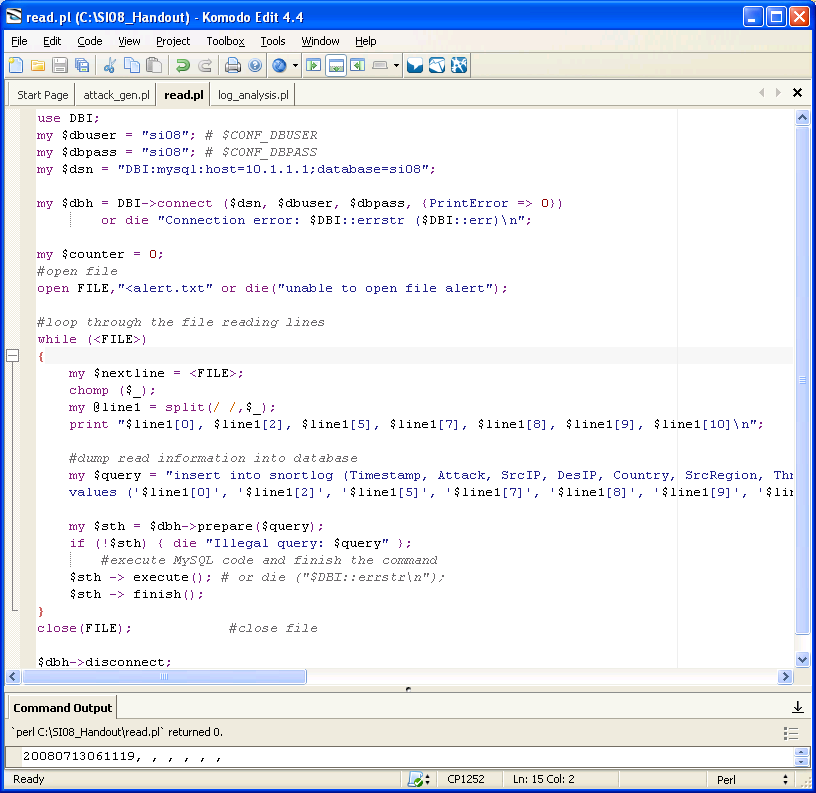 read.pl (C:\SI08_Handout) - Komodo Edit 4.4
File Edit Code View Project Toolbox Tools Window Help
Start Page attack_gen.pl read.pl log_analysis.pl
use DBI;
my $dbuser = "si08"; # $CONF_DBUSER
my $dbpass = "si08"; # $CONF_DBPASS
my $dsn = "DBI:mysql:host=10.1.1.1;database=si08";
my $dbh = DBI->connect ($dsn, $dbuser, $dbpass, {PrintError => 0})
or die "Connection error: $DBI::errstr ($DBI::err)\n";
my $counter = 0;
#open file
open FILE,"<alert.txt" or die("unable to open file alert");
#loop through the file reading lines
while (<FILE>)
{
my $nextline = <FILE>;
chomp ($_);
my @line1 = split(/ /,$_);
print "$line1[0], $line1[2], $line1[5], $line1[7], $line1[8], $line1[9], $line1[10]\n";
#dump read information into database
my $query = "insert into snortlog (Timestamp, Attack, SrcIP, DesIP, Country, SrcRegion, Thr
values ('$line1[0]', '$line1[2]', '$line1[5]', '$line1[7]', '$line1[8]', '$line1[9]', '$lin
my $sth = $dbh->prepare($query);
if (!$sth) { die "Illegal query: $query" };
#execute MySQL code and finish the command
$sth -> execute(); # or die ("$DBI::errstr\n");
$sth -> finish();
}
close(FILE); #close file
$dbh->disconnect;
Command Output
`perl C:\SI08_Handout\read.pl` returned 0.
20080713061119, , , , , ,
Ready CP1252 Ln: 15 Col: 2 Perl